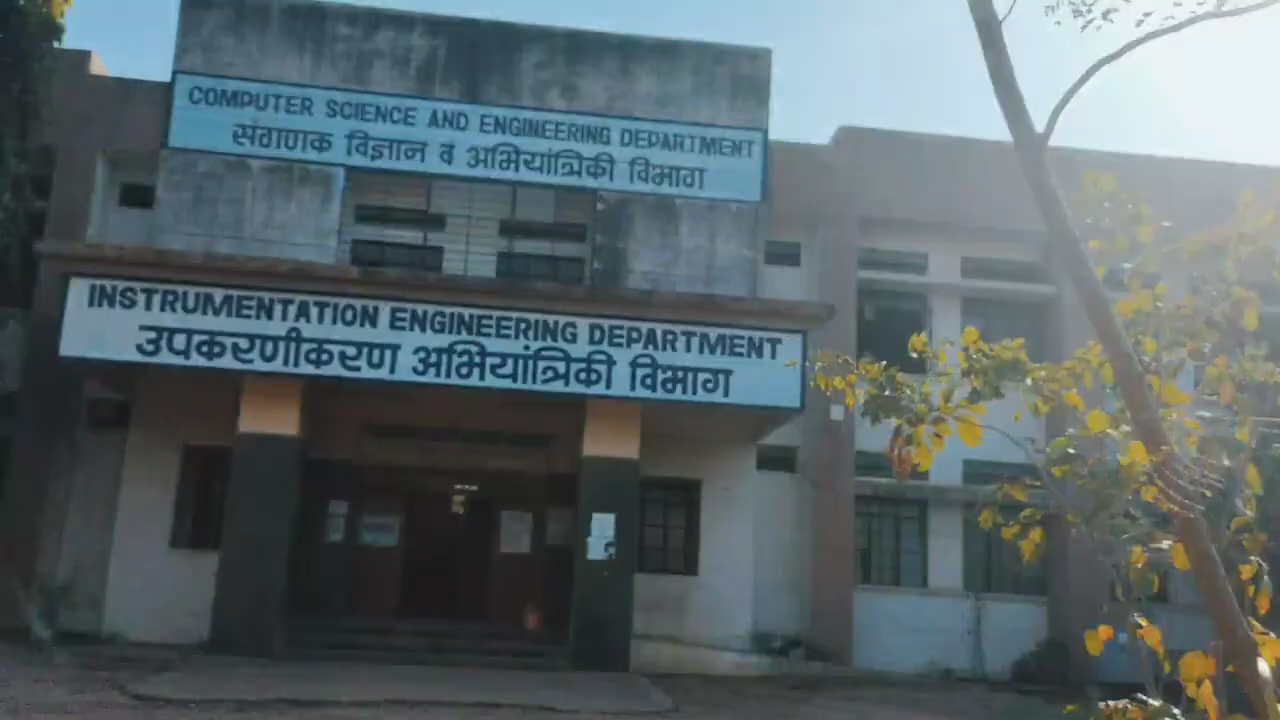 COMPUTER SCIENCE AND ENGINEERING DEPARTMENT
संगणक विज्ञान व अभियांत्रिकी विभाग
INSTRUMENTATION ENGINEERING DEPARTMENT
उपकरणीकरण अभियांत्रिकी विभाग